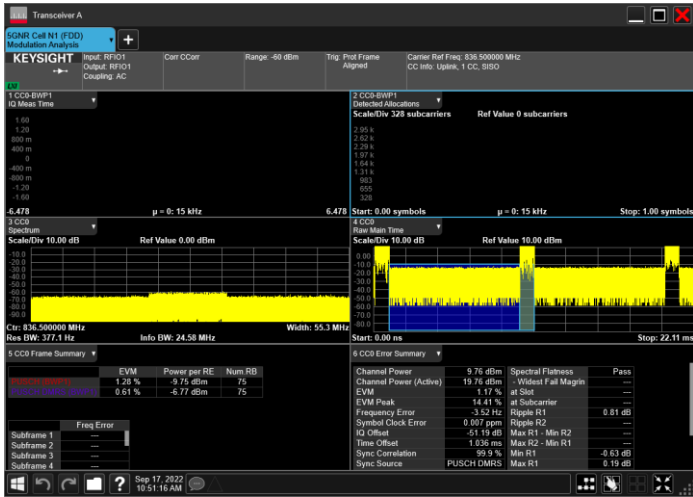 Transceiver A
5GNR Cell N1 (FDD)
Modulation Analysis
KEYSIGHT
Input: RFIO1
Output: RFIO1
Coupling: AC
Corr CCorr
Range: -60 dBm
Trig: Prot Frame
Aligned
Carrier Ref Freq: 836.500000 MHz
CC Info: Uplink, 1 CC, SISO
1 CC0-BWP1
IQ Meas Time
1.60
1.20
800 m
400 m
0
-400 m
-800 m
-1.20
-1.60
-6.478
µ = 0: 15 kHz
6.478
2 CC0-BWP1
Detected Allocations
Scale/Div 328 subcarriers
Ref Value 0 subcarriers
2.95 k
2.62 k
2.29 k
1.97 k
1.64 k
1.31 k
983
655
328
Start: 0.00 symbols
µ = 0: 15 kHz
Stop: 1.00 symbols
3 CC0
Spectrum
Scale/Div 10.00 dB
Ref Value 0.00 dBm
-10.0
-20.0
-30.0
-40.0
-50.0
-60.0
-70.0
-80.0
-90.0
Ctr: 836.500000 MHz
Width: 55.3 MHz
Res BW: 377.1 Hz
Info BW: 24.58 MHz
4 CC0
Raw Main Time
Scale/Div 10.00 dB
Ref Value 10.00 dBm
0.00
-10.0
-20.0
-30.0
-40.0
-50.0
-60.0
-70.0
-80.0
Start: 0.00 ns
Stop: 22.11 ms
5 CC0 Frame Summary
EVM Power per RE Num.RB
1.28 % -9.75 dBm 75
0.61 % -6.77 dBm 75
Freq Error
Subframe 1 ---
Subframe 2 ---
Subframe 3 ---
Subframe 4 ---
6 CC0 Error Summary
Channel Power 9.76 dBm Spectral Flatness Pass
Channel Power (Active) 19.76 dBm - Widest Fail Magrin ---
EVM 1.17 % at Slot ---
EVM Peak 14.41 % at Subcarrier ---
Frequency Error -3.52 Hz Ripple R1 0.81 dB
Symbol Clock Error 0.007 ppm Ripple R2 ---
IQ Offset -51.19 dB Max R1 - Min R2 ---
Time Offset 1.036 ms Max R2 - Min R1 ---
Sync Correlation 99.9 % Min R1 -0.63 dB
Sync Source PUSCH DMRS Max R1 0.19 dB
Sep 17, 2022
10:51:16 AM